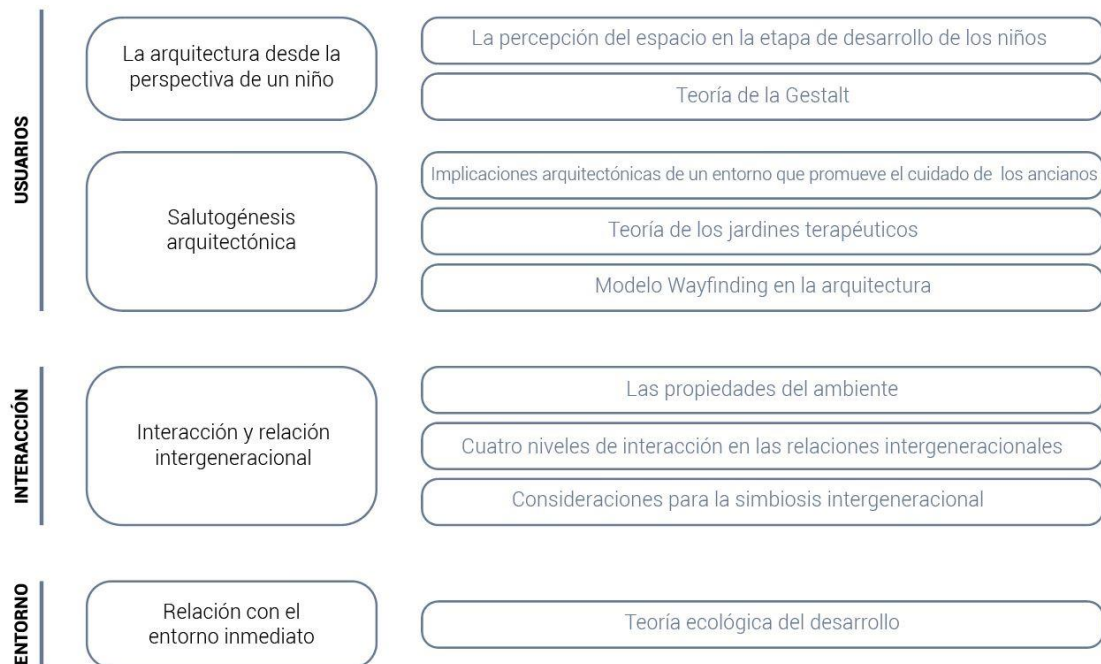 USUARIOS
La arquitectura desde la
perspectiva de un niño
La percepción del espacio en la etapa de desarrollo de los niños
Teoría de la Gestalt
Salutogénesis
arquitectónica
Implicaciones arquitectónicas de un entorno que promueve el cuidado de los ancianos
Teoría de los jardines terapéuticos
Modelo Wayfinding en la arquitectura
INTERACCIÓN
Interacción y relación
intergeneracional
Las propiedades del ambiente
Cuatro niveles de interacción en las relaciones intergeneracionales
Consideraciones para la simbiosis intergeneracional
ENTORNO
Relación con el
entorno inmediato
Teoría ecológica del desarrollo